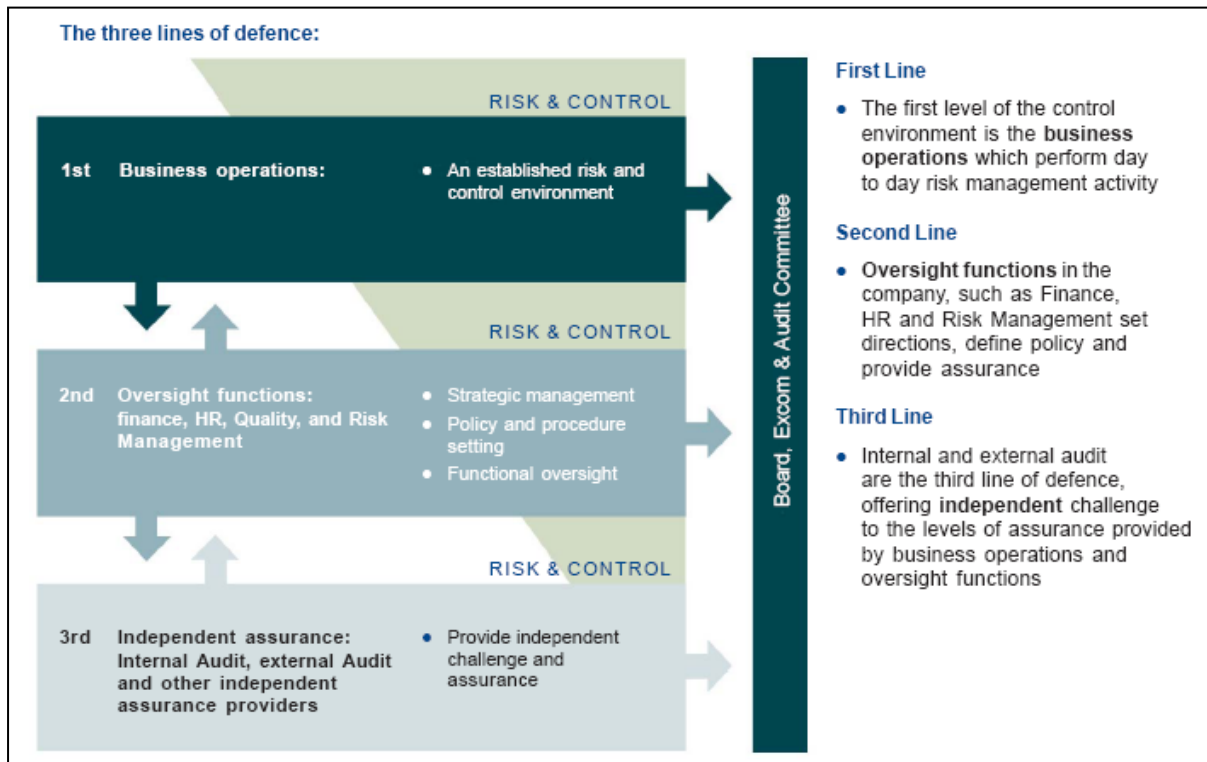 The three lines of defence:
RISK & CONTROL
1st Business operations:
● An established risk and
control environment
RISK & CONTROL
2nd Oversight functions:
finance, HR, Quality, and Risk
Management
● Strategic management
● Policy and procedure
setting
● Functional oversight
RISK & CONTROL
3rd Independent assurance:
Internal Audit, external Audit
and other independent
assurance providers
● Provide independent
challenge and
assurance
Board, Excom & Audit Committee
First Line
● The first level of the control
environment is the business
operations which perform day
to day risk management activity
Second Line
● Oversight functions in the
company, such as Finance,
HR and Risk Management set
directions, define policy and
provide assurance
Third Line
● Internal and external audit
are the third line of defence,
offering independent challenge
to the levels of assurance provided
by business operations and
oversight functions